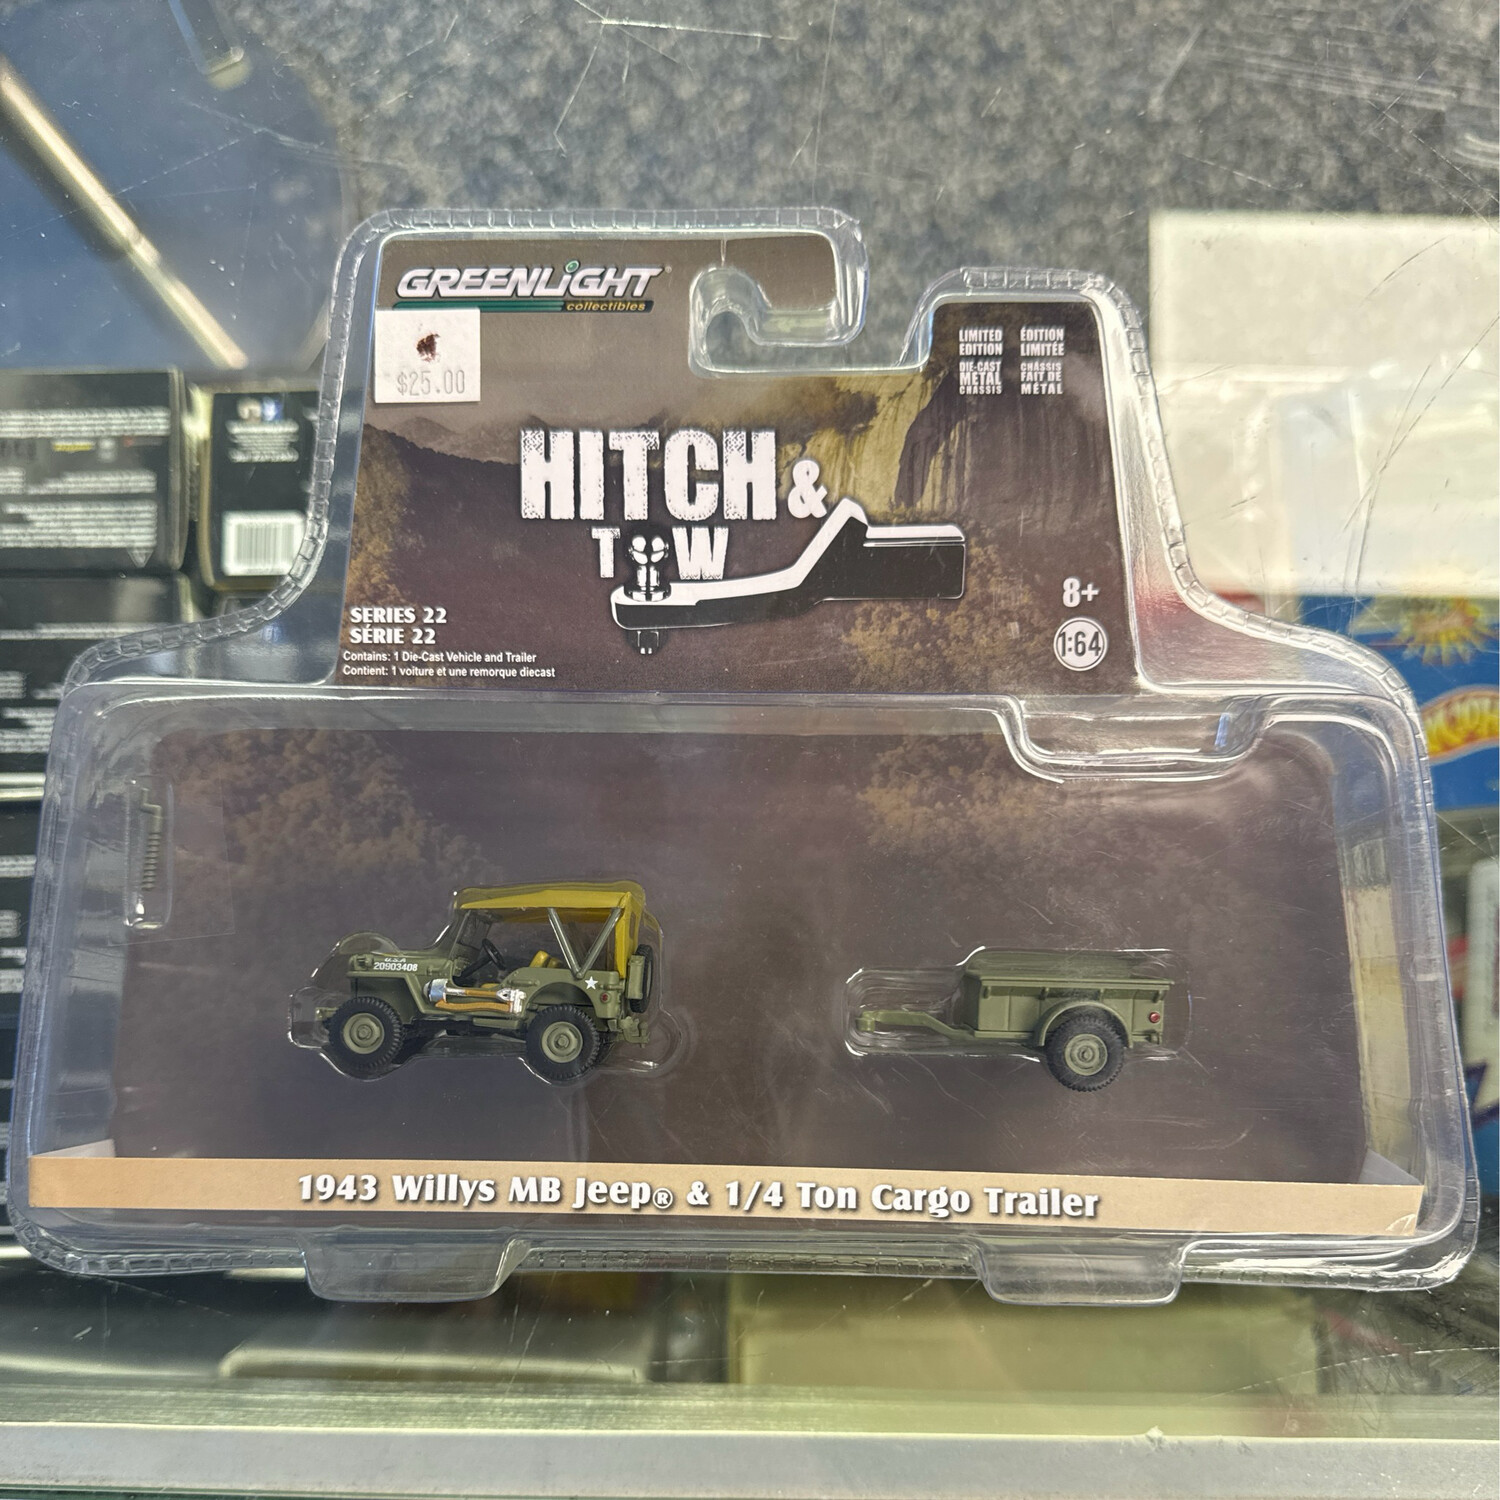 GREENLiGHT
collectibles
$25.00
LIMITED
EDITION
DIE-CAST
METAL
CHASSIS
ÉDITION
LIMITÉE
CHÂSSIS
FAIT DE
MÉTAL
HITCH &
TOW
8+
1:64
SERIES 22
SÉRIE 22
Contains: 1 Die-Cast Vehicle and Trailer
Contient: 1 voiture et une remorque diecast
U.S.A
20903408
1943 Willys MB Jeep® & 1/4 Ton Cargo Trailer